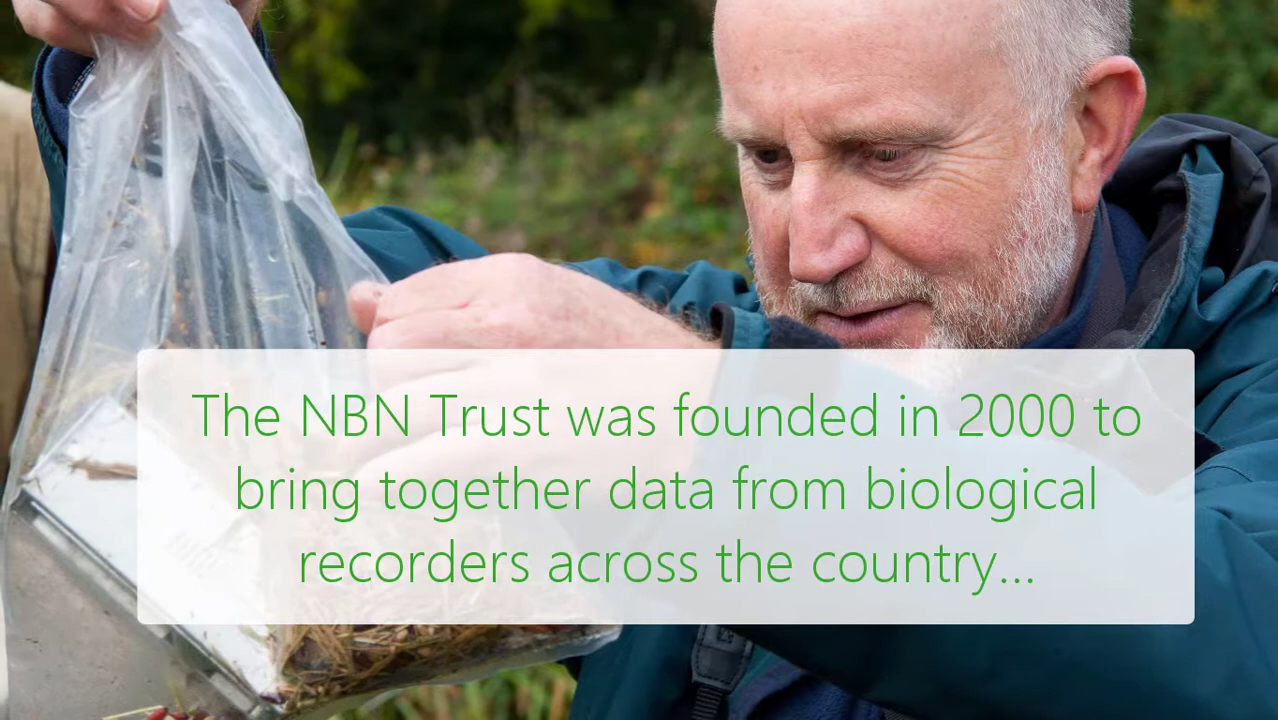 The NBN Trust was founded in 2000 to
bring together data from biological
recorders across the country...